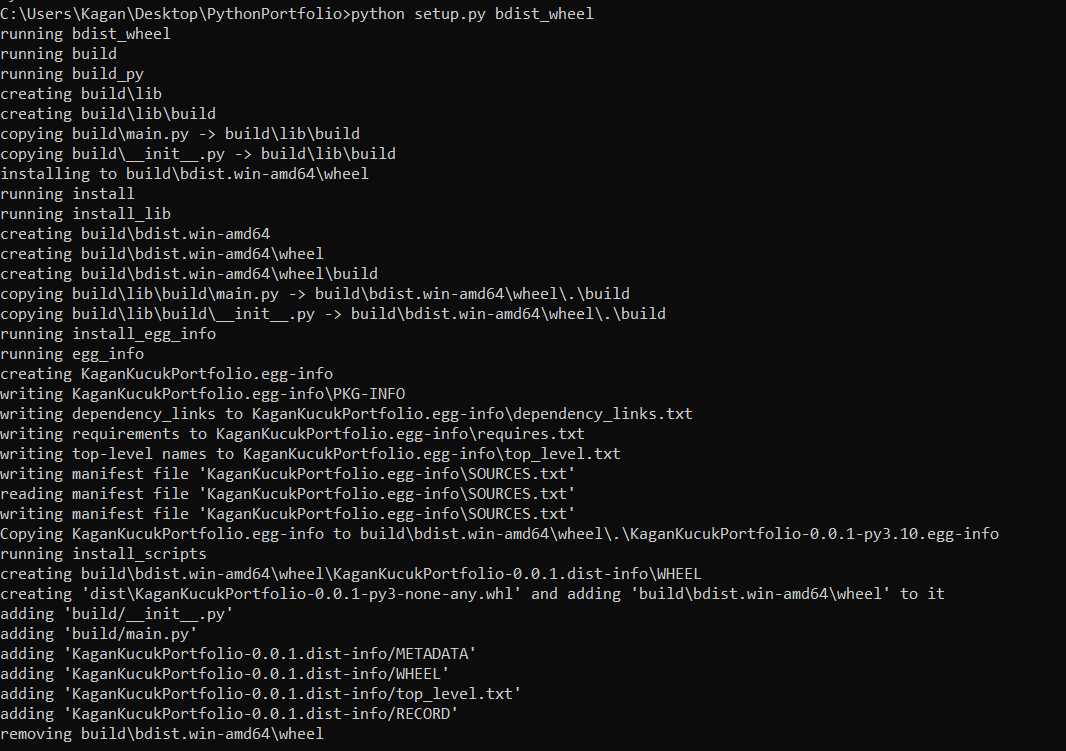 C:\Users\Kagan\Desktop\PythonPortfolio>python setup.py bdist_wheel
running bdist_wheel
running build
running build_py
creating build\lib
creating build\lib\build
copying build\main.py -> build\lib\build
copying build\__init__.py -> build\lib\build
installing to build\bdist.win-amd64\wheel
running install
running install_lib
creating build\bdist.win-amd64
creating build\bdist.win-amd64\wheel
creating build\bdist.win-amd64\wheel\build
copying build\lib\build\main.py -> build\bdist.win-amd64\wheel\.\build
copying build\lib\build\__init__.py -> build\bdist.win-amd64\wheel\.\build
running install_egg_info
running egg_info
creating KaganKucukPortfolio.egg-info
writing KaganKucukPortfolio.egg-info\PKG-INFO
writing dependency_links to KaganKucukPortfolio.egg-info\dependency_links.txt
writing requirements to KaganKucukPortfolio.egg-info\requires.txt
writing top-level names to KaganKucukPortfolio.egg-info\top_level.txt
writing manifest file 'KaganKucukPortfolio.egg-info\SOURCES.txt'
reading manifest file 'KaganKucukPortfolio.egg-info\SOURCES.txt'
writing manifest file 'KaganKucukPortfolio.egg-info\SOURCES.txt'
Copying KaganKucukPortfolio.egg-info to build\bdist.win-amd64\wheel\.\KaganKucukPortfolio-0.0.1-py3.10.egg-info
running install_scripts
creating build\bdist.win-amd64\wheel\KaganKucukPortfolio-0.0.1.dist-info\WHEEL
creating 'dist\KaganKucukPortfolio-0.0.1-py3-none-any.whl' and adding 'build\bdist.win-amd64\wheel' to it
adding 'build/__init__.py'
adding 'build/main.py'
adding 'KaganKucukPortfolio-0.0.1.dist-info/METADATA'
adding 'KaganKucukPortfolio-0.0.1.dist-info/WHEEL'
adding 'KaganKucukPortfolio-0.0.1.dist-info/top_level.txt'
adding 'KaganKucukPortfolio-0.0.1.dist-info/RECORD'
removing build\bdist.win-amd64\wheel